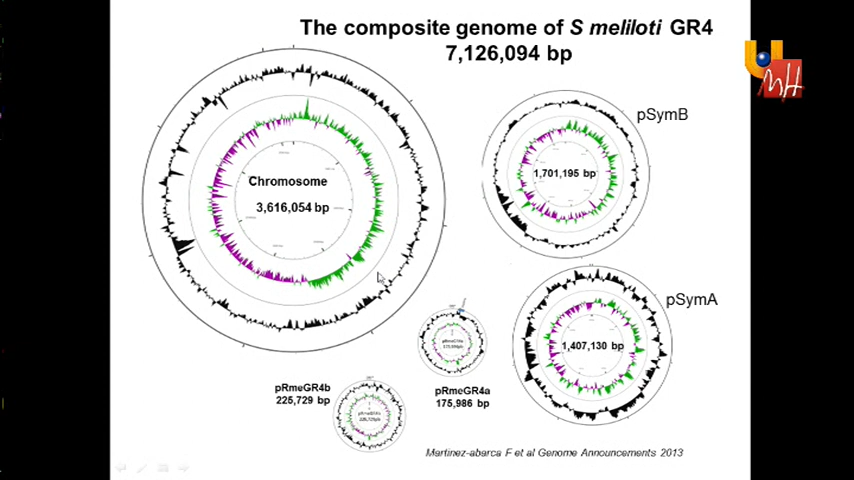 The composite genome of S meliloti GR4
7,126,094 bp
MH
pSymB
1,701,195 bp
Chromosome
3,616,054 bp
pSymA
1,407,130 bp
pRmeGR4a
175,986 bp
pRmeGR4b
225,729 bp
Martinez-abarca F et al Genome Announcements 2013